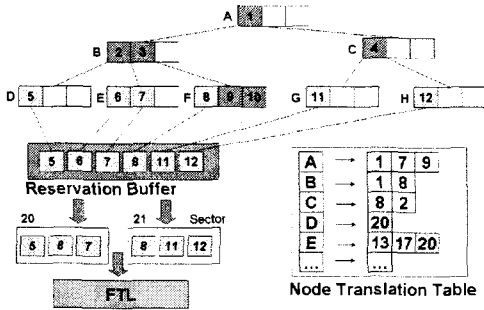 A 1
B 2 3
C 4
D 5
E 6 7
F 8 9 10
G 11
H 12
5 6 7 8 11 12
Reservation Buffer
20
21
Sector
5 6 7
8 11 12
FTL
A → 1 7 9
B → 1 8
C → 8 2
D → 20
E → 13 17 20
... → ...
Node Translation Table